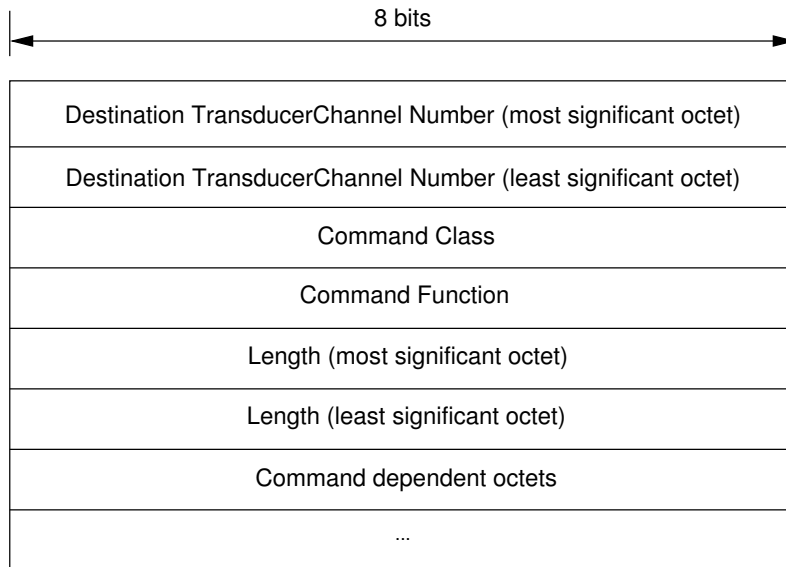 8 bits
Destination TransducerChannel Number (most significant octet)
Destination TransducerChannel Number (least significant octet)
Command Class
Command Function
Length (most significant octet)
Length (least significant octet)
Command dependent octets
...